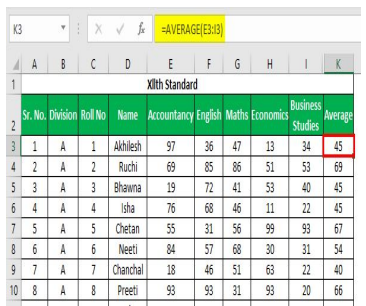 K3 fx =AVERAGE(E3:I3)
A B C D E F G H I K
1 XIIth Standard
2 Sr. No. Division Roll No Name Accountancy English Maths Economics Business Studies Average
3 1 A 1 Akhilesh 97 36 47 13 34 45
4 2 A 2 Ruchi 69 85 86 51 53 69
5 3 A 3 Bhawna 19 72 41 53 40 45
6 4 A 4 Isha 76 68 46 11 22 45
7 5 A 5 Chetan 55 31 56 99 93 67
8 6 A 6 Neeti 84 57 68 30 31 54
9 7 A 7 Chanchal 18 46 51 63 22 40
10 8 A 8 Preeti 93 93 31 93 20 66